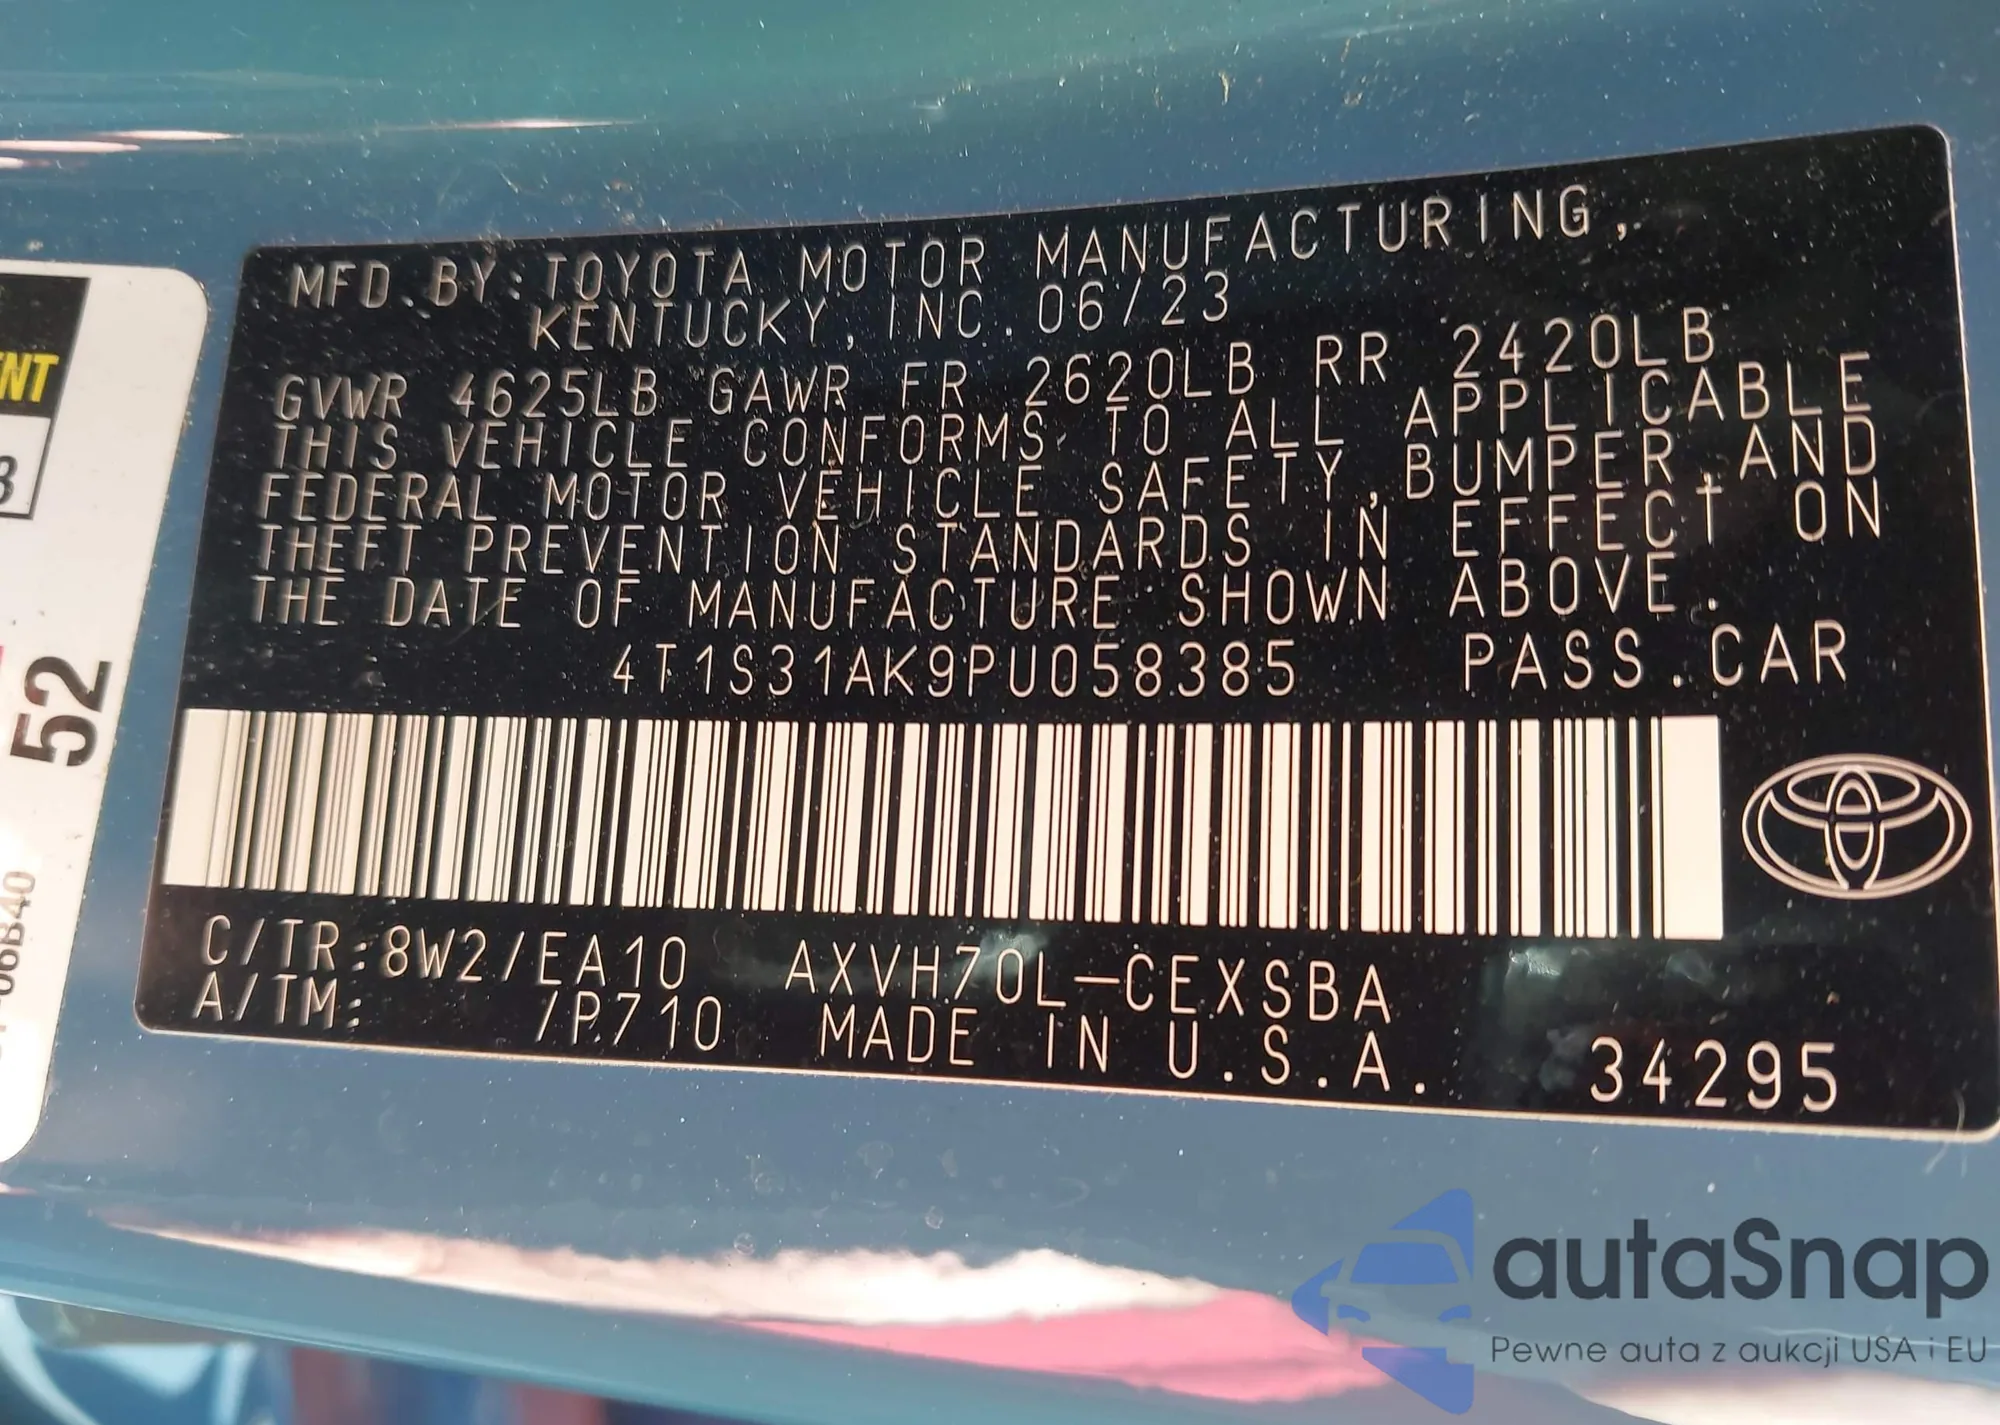 MFD.BY: TOYOTA MOTOR MANUFACTURING,
KENTUCKY, INC. 06/23
GVWR 4625LB GAWR FR 2620LB RR 2420LB
THIS VEHICLE CONFORMS TO ALL APPLICABLE
FEDERAL MOTOR VEHICLE SAFETY, BUMPER, AND
THEFT PREVENTION STANDARDS IN EFFECT ON
THE DATE OF MANUFACTURE SHOWN ABOVE.
4T1S31AK9PU058385 PASS.CAR
C/TR:8W2/EA10 AXVH70L-CEXSBA
A/TM: /P710 MADE IN U.S.A. 34295
52
autaSnap
Pewne auta z aukcji USA i EU